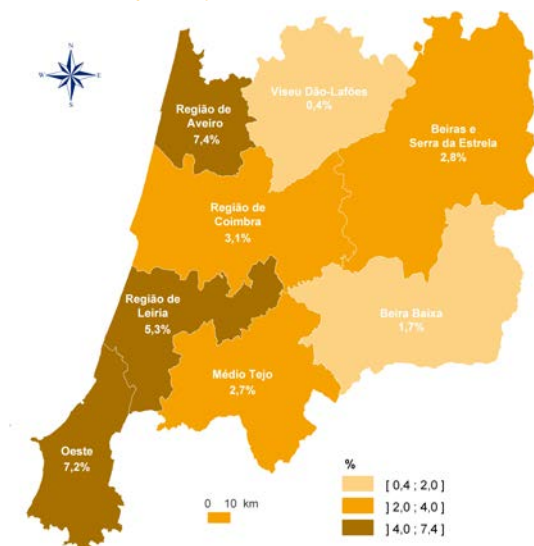 N
W
E
S
Viseu Dão-Lafões
0,4%
Região de
Aveiro
7,4%
Beiras e
Serra da Estrela
2,8%
Região de
Coimbra
3,1%
Região de
Leiria
5,3%
Beira Baixa
1,7%
Médio Tejo
2,7%
Oeste
7,2%
0 10 km
%
[ 0,4 ; 2,0 ]
] 2,0 ; 4,0 ]
] 4,0 ; 7,4 ]